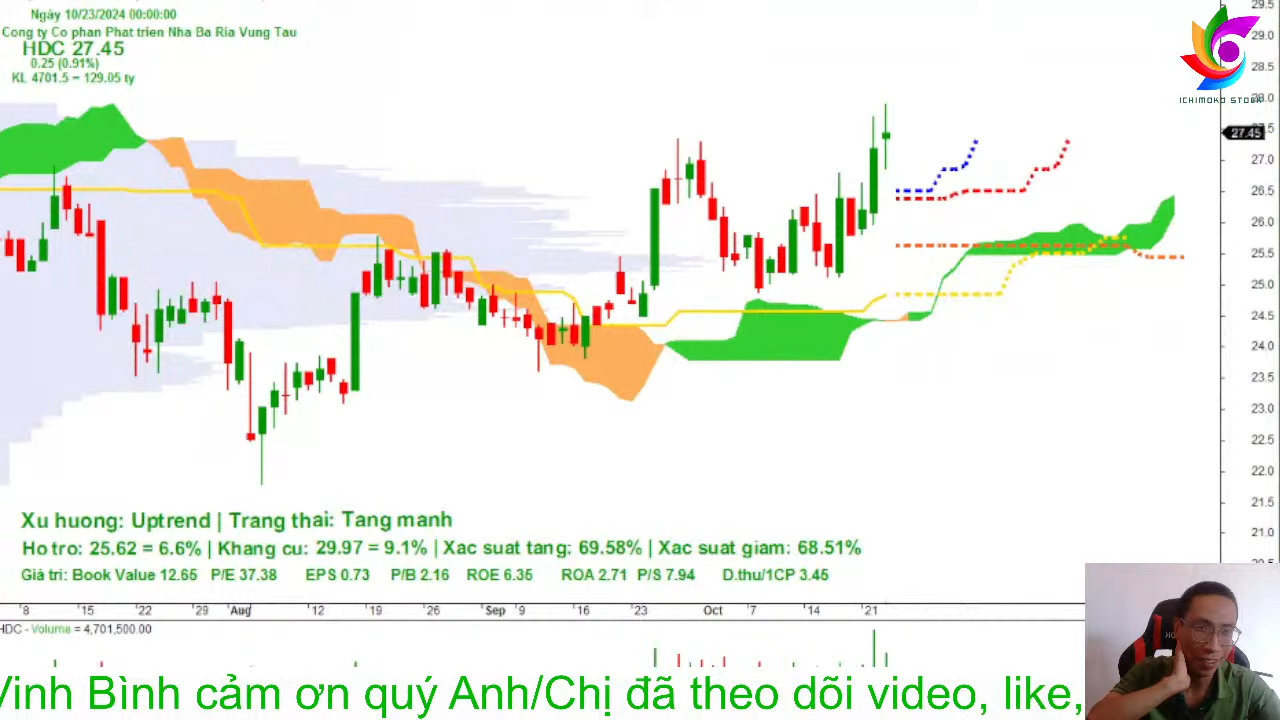 Ngày 10/23/2024 00:00:00
Cong ty Co phan Phat trien Nha Ba Ria Vung Tau
HDC 27.45
0.25 (0.91%)
KL 4701.5 = 129.05 ty
ICHIMOKO STOCK
29.5
29.0
28.5
28.0
27.5
27.45
27.0
26.5
26.0
25.5
25.0
24.5
24.0
23.5
23.0
22.5
22.0
21.5
21.0
Xu huong: Uptrend | Trang thai: Tang manh
Ho tro: 25.62 = 6.6% | Khang cu: 29.97 = 9.1% | Xac suat tang: 69.58% | Xac suat giam: 68.51%
Giá trị: Book Value 12.65 P/E 37.38 EPS 0.73 P/B 2.16 ROE 6.35 ROA 2.71 P/S 7.94 D.thu/1CP 3.45
8 15 22 29 Aug 12 19 26 Sep 9 16 23 Oct 7 14 21
HDC - Volume = 4,701,500.00
Vinh Bình cảm ơn quý Anh/Chị đã theo dõi video, like,